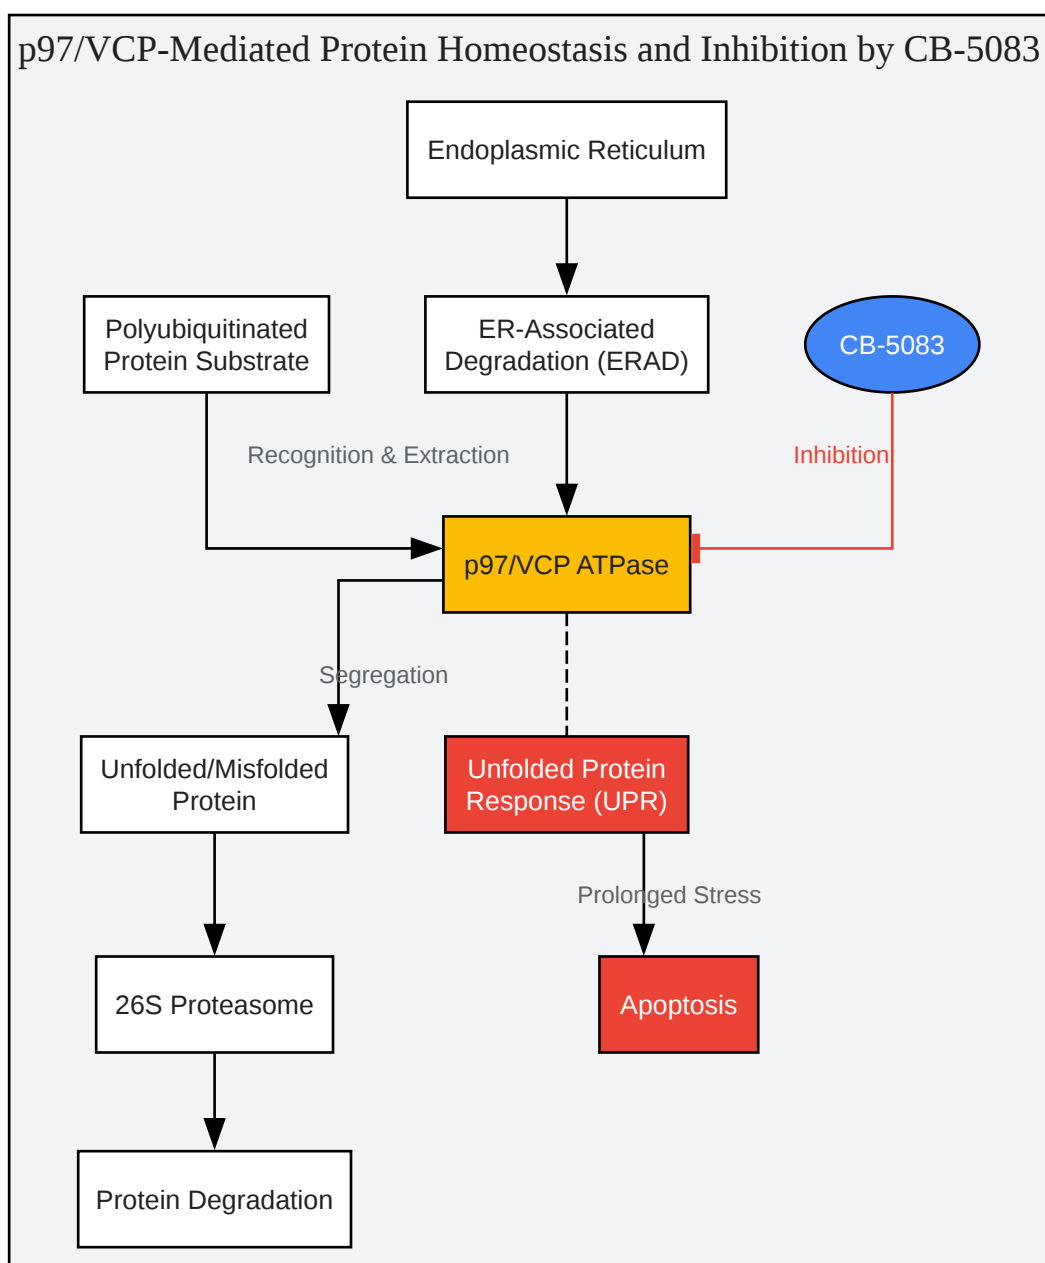 p97/VCP-Mediated Protein Homeostasis and Inhibition by CB-5083
Endoplasmic Reticulum
Polyubiquitinated
Protein Substrate
ER-Associated
Degradation (ERAD)
CB-5083
Recognition & Extraction
Inhibition
p97/VCP ATPase
Segregation
Unfolded/Misfolded
Protein
Unfolded Protein
Response (UPR)
Prolonged Stress
26S Proteasome
Apoptosis
Protein Degradation